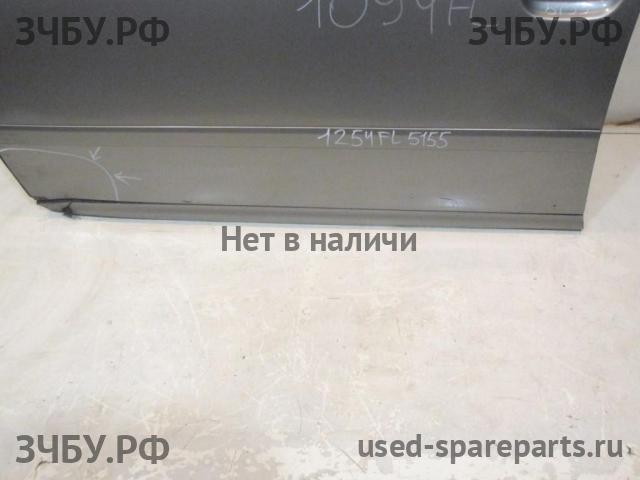 ЗЧБУ.РФ
ЗЧБУ.РФ
1254FL 5155
Нет в наличи
ЗЧБУ.РФ
used-spareparts.ru